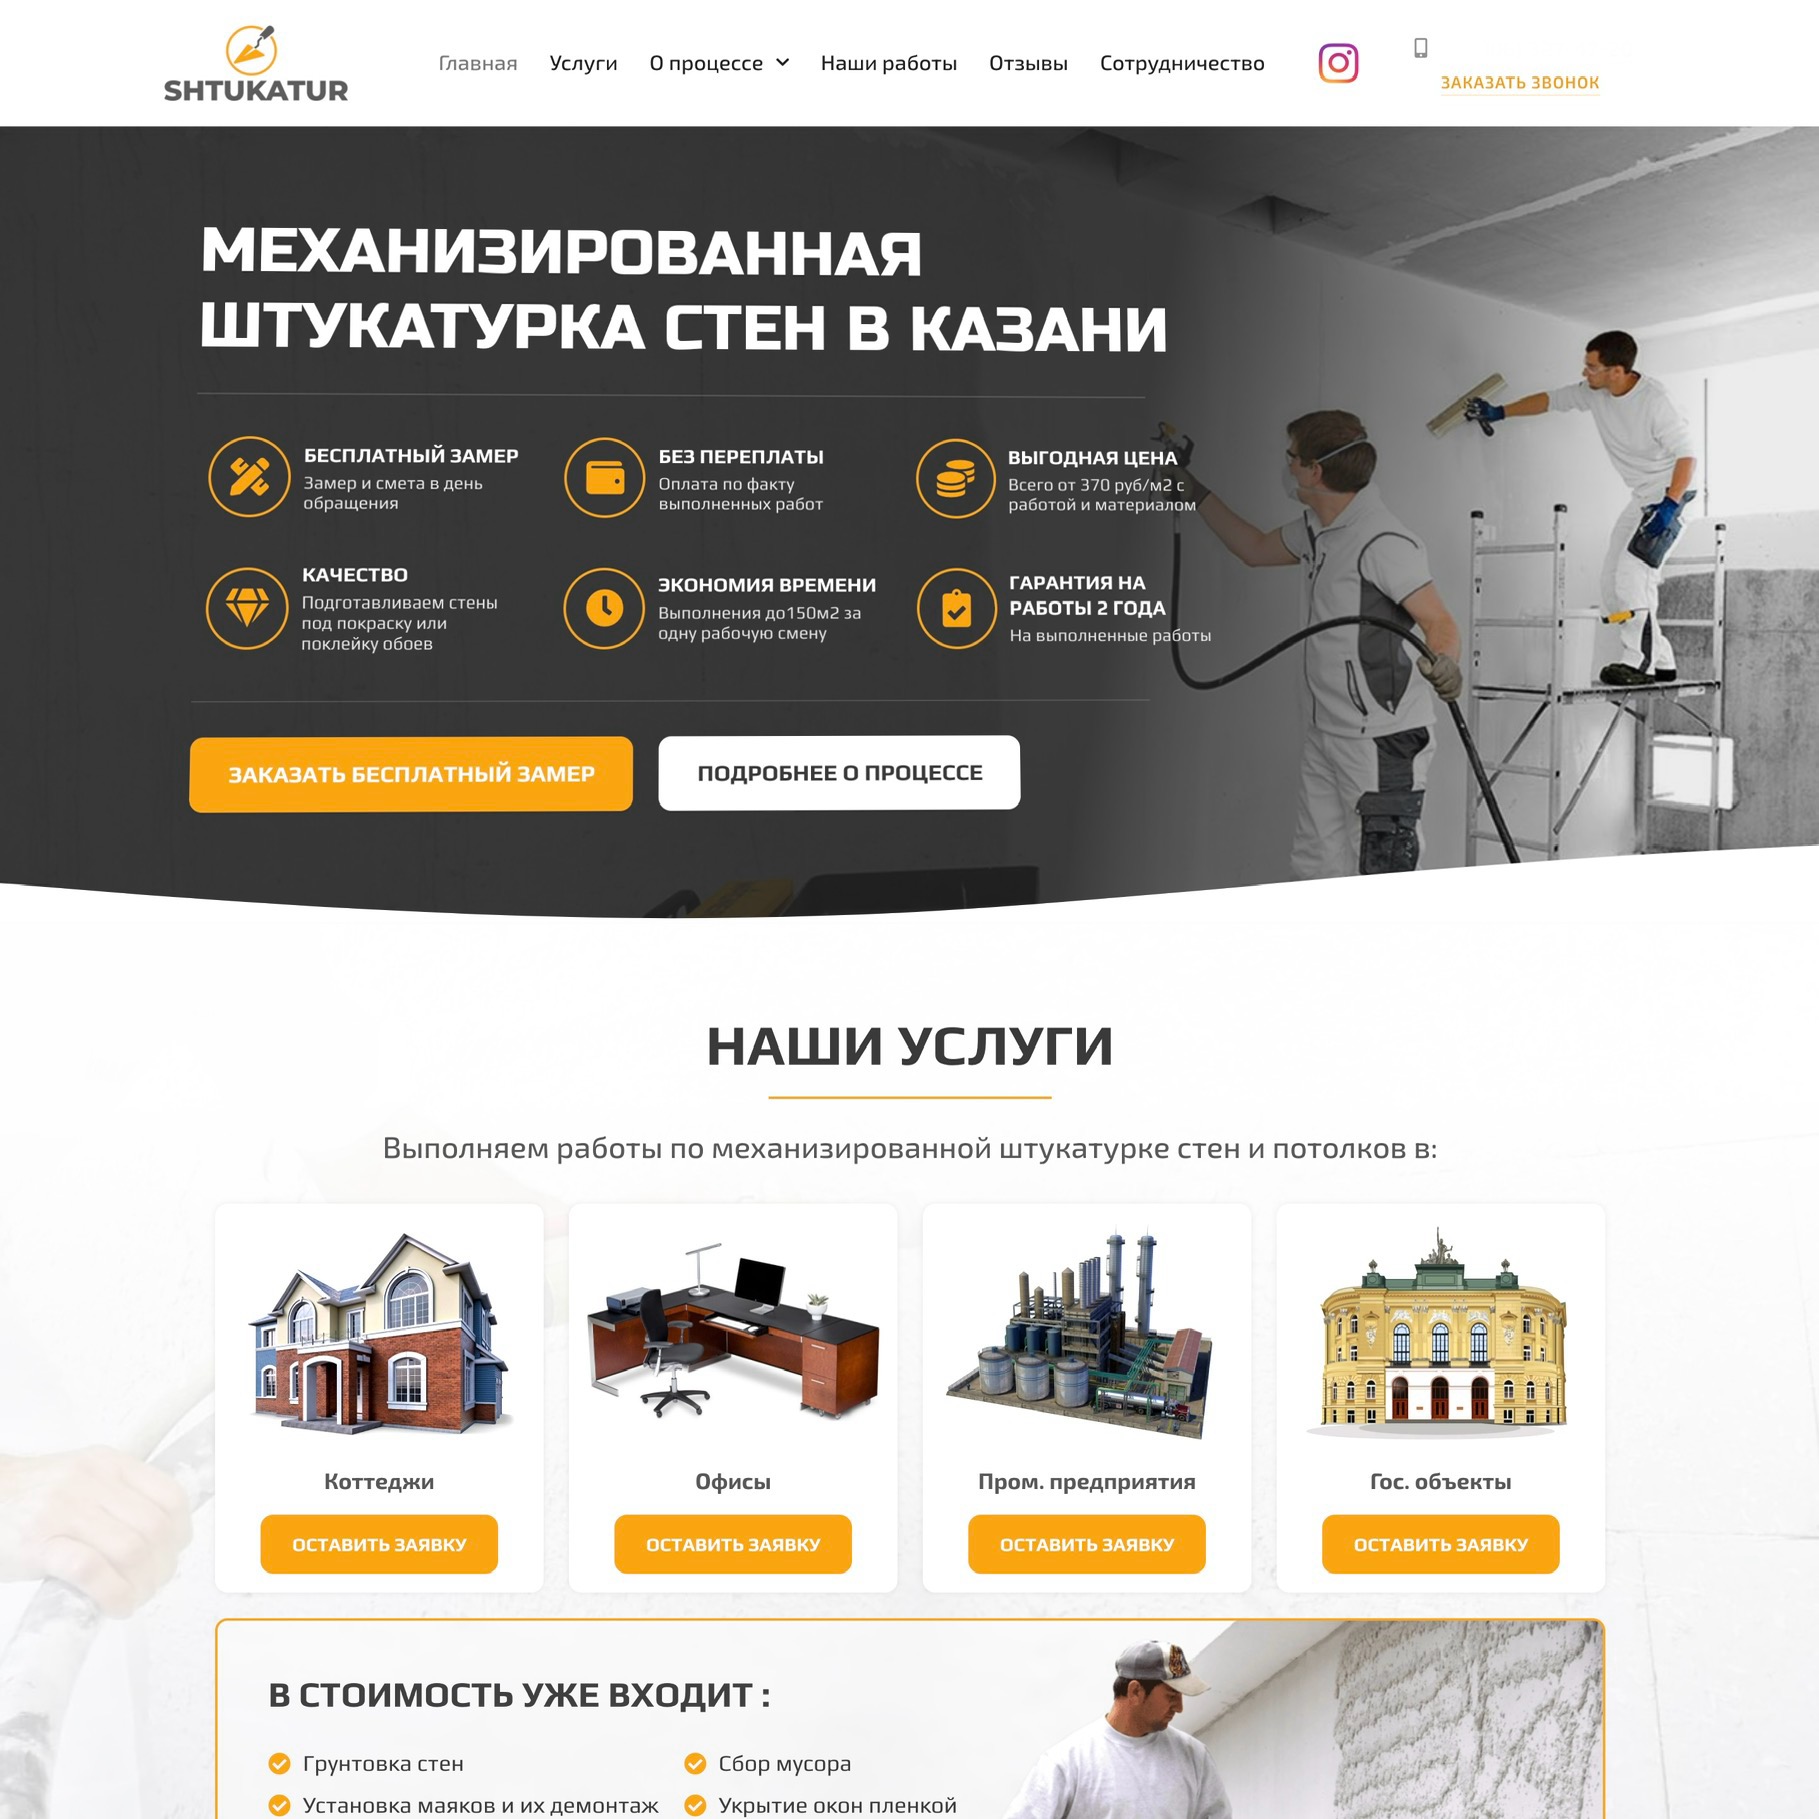 SHTUKATUR
Главная Услуги О процессе Наши работы Отзывы Сотрудничество
ЗАКАЗАТЬ ЗВОНОК
МЕХАНИЗИРОВАННАЯ
ШТУКАТУРКА СТЕН В КАЗАНИ
БЕСПЛАТНЫЙ ЗАМЕР
Замер и смета в день
обращения
БЕЗ ПЕРЕПЛАТЫ
Оплата по факту
выполненных работ
ВЫГОДНАЯ ЦЕНА
Всего от 370 руб/м2 с
работой и материалом
КАЧЕСТВО
Подготавливаем стены
под покраску или
поклейку обоев
ЭКОНОМИЯ ВРЕМЕНИ
Выполнения до150м2 за
одну рабочую смену
ГАРАНТИЯ НА
РАБОТЫ 2 ГОДА
На выполненные работы
ЗАКАЗАТЬ БЕСПЛАТНЫЙ ЗАМЕР
ПОДРОБНЕЕ О ПРОЦЕССЕ
НАШИ УСЛУГИ
Выполняем работы по механизированной штукатурке стен и потолков в:
Коттеджи
ОСТАВИТЬ ЗАЯВКУ
Офисы
ОСТАВИТЬ ЗАЯВКУ
Пром. предприятия
ОСТАВИТЬ ЗАЯВКУ
Гос. объекты
ОСТАВИТЬ ЗАЯВКУ
В СТОИМОСТЬ УЖЕ ВХОДИТ :
Грунтовка стен
Сбор мусора
Установка маяков и их демонтаж
Укрытие окон пленкой